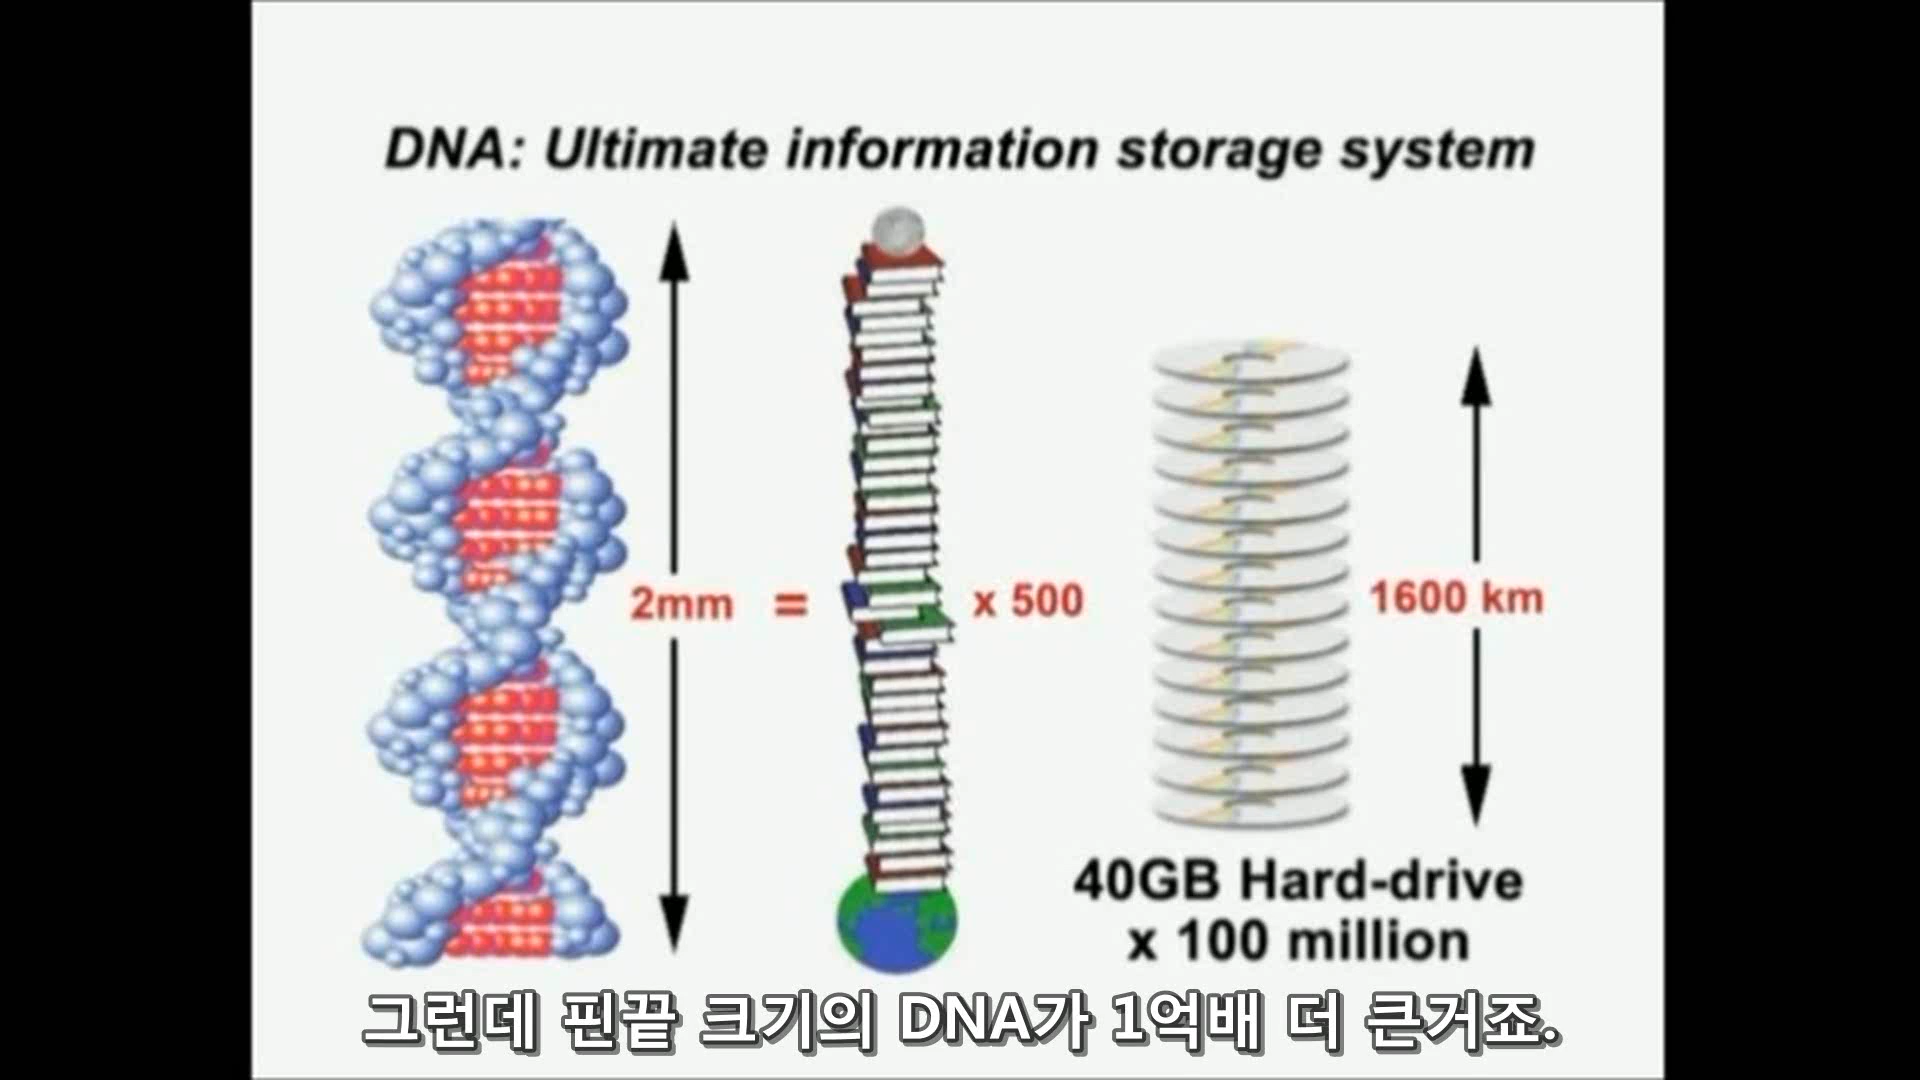 DNA: Ultimate information storage system
2mm = x 500
1600 km
40GB Hard-drive
x 100 million
그런데 핀끝 크기의 DNA가 1억배 더 큰거죠.